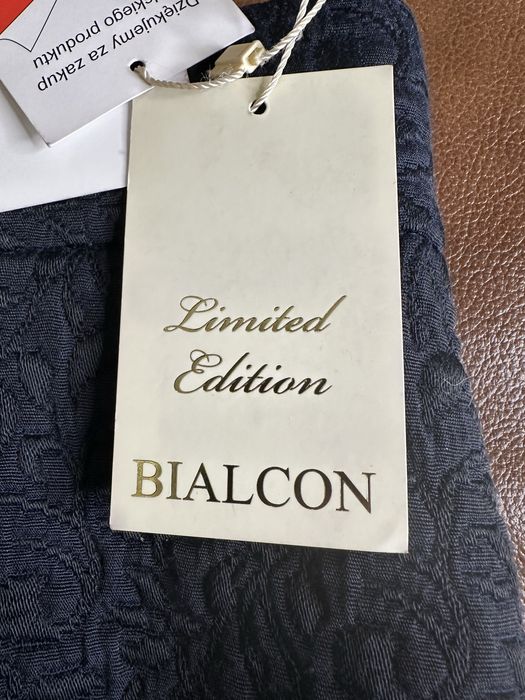 Dziękujemy za zakup
produktu
Limited
Edition
BIALCON